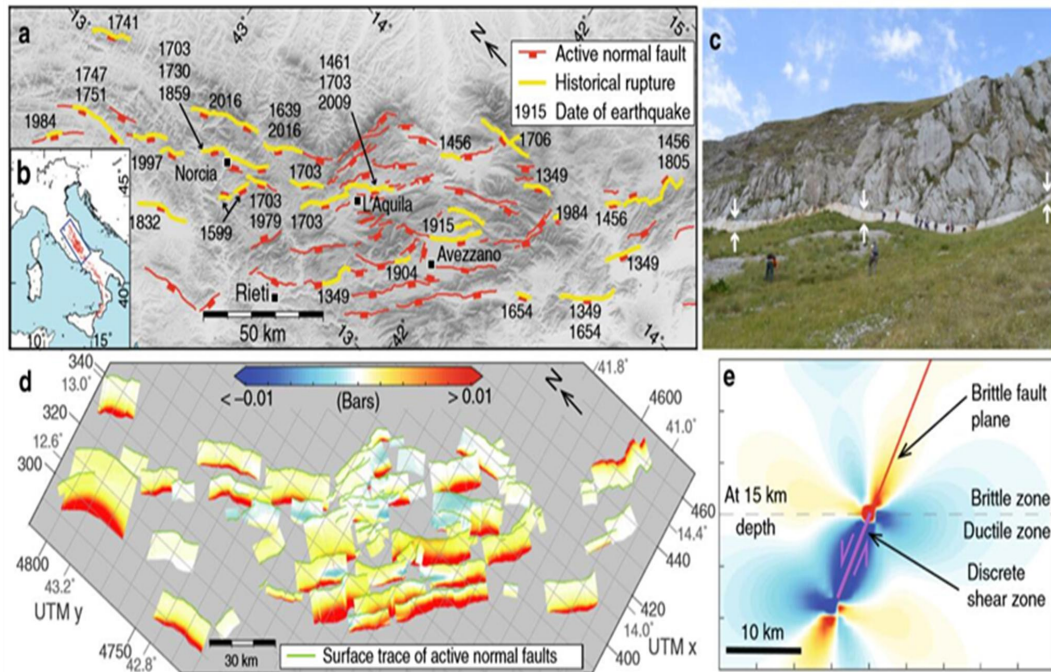 a
13°
1741
43
14
42
15°
N
Active normal fault
Historical rupture
1915 Date of earthquake
1703
1730
1859
1747
1751
2016
1639
2016
1461
1703
2009
1984
1456
1706
1456
1805
1997
Norcia
1703
L'Aquila
1349
1984
1456
1832
1599
1703
1979
1703
1915
Avezzano
1349
1904
Rieti
1349
1654
1349
1654
50 km
13°
42
14°
b
45°
40
10°
15°
c
d
340
13.0°
320
12.6°
300
< −0.01
(Bars)
> 0.01
N
41.8°
4600
41.0°
460
14.4°
440
420
14.0°
400
UTM x
4800
43.2°
UTM y
4750
42.8°
30 km
Surface trace of active normal faults
e
Brittle fault
plane
At 15 km
depth
Brittle zone
Ductile zone
Discrete
shear zone
10 km